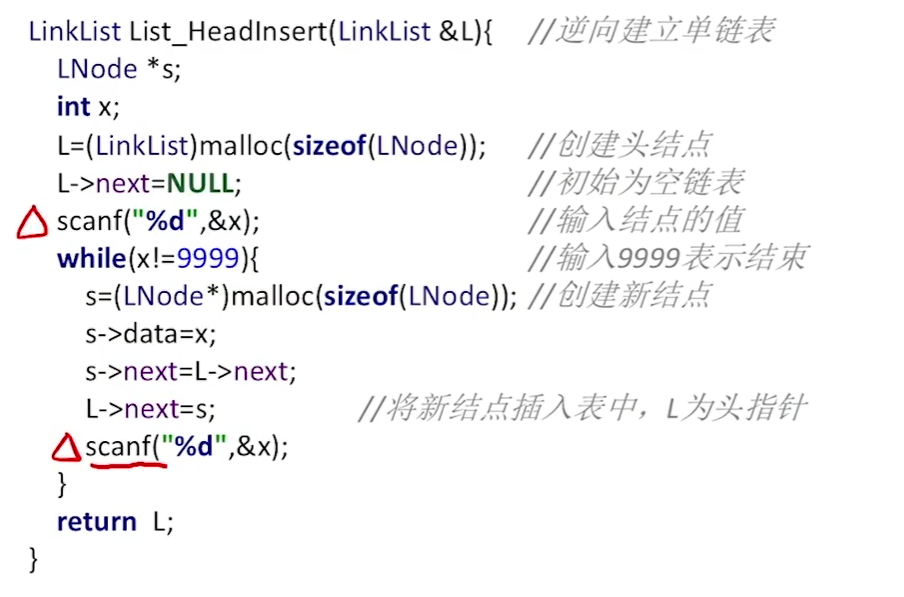 LinkList List_HeadInsert(LinkList &L){ //逆向建立单链表
LNode *s;
int x;
L=(LinkList)malloc(sizeof(LNode)); //创建头结点
L->next=NULL; //初始为空链表
scanf("%d",&x); //输入结点的值
while(x!=9999){ //输入9999表示结束
s=(LNode*)malloc(sizeof(LNode)); //创建新结点
s->data=x;
s->next=L->next;
L->next=s; //将新结点插入表中，L为头指针
scanf("%d",&x);
}
return L;
}